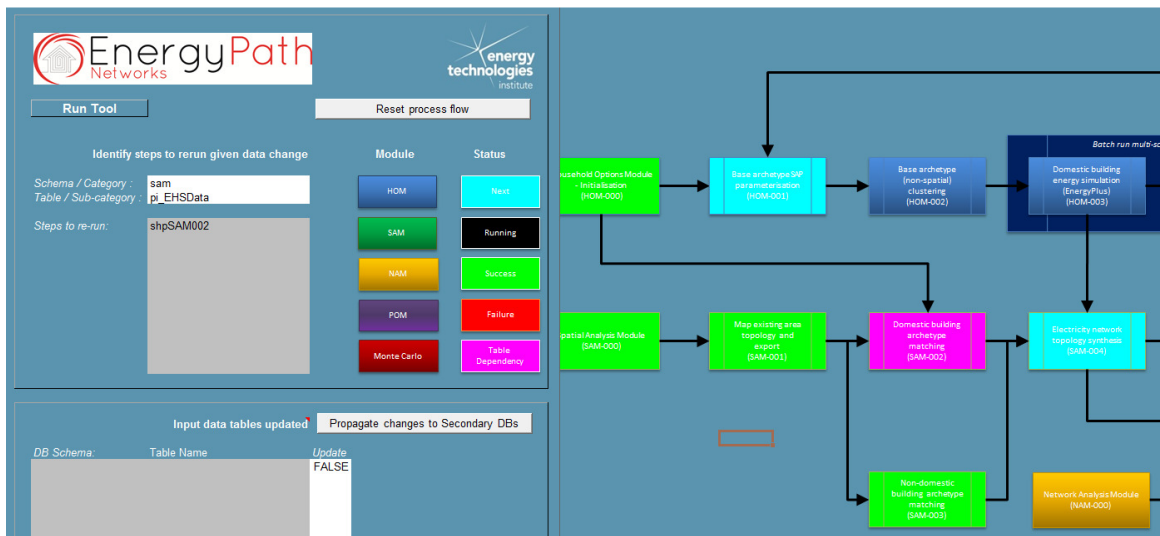 EnergyPath
Networks
energy
technologies
institute
Run Tool
Reset process flow
Identify steps to rerun given data change
Module
Status
Schema / Category :
sam
Table / Sub-category :
pi_EHSData
Steps to re-run:
shpSAM002
HOM
Next
SAM
Running
NAM
Success
POM
Failure
Monte Carlo
Table
Dependency
Input data tables updated
Propagate changes to Secondary DBs
DB Schema:
Table Name
Update
FALSE
Batch run multi-sc
ousehold Options Module
- Initialisation
(HOM-000)
Base archetype SAP
parameterisation
(HOM-001)
Base archetype
(non-spatial)
clustering
(HOM-002)
Domestic building
energy simulation
(EnergyPlus)
(HOM-003)
Spatial Analysis Module
(SAM-000)
Map existing area
topology and
export
(SAM-001)
Domestic building
archetype
matching
(SAM-002)
Electricity network
topology synthesis
(SAM-004)
Non-domestic
building archetype
matching
(SAM-003)
Network Analysis Module
(NAM-000)